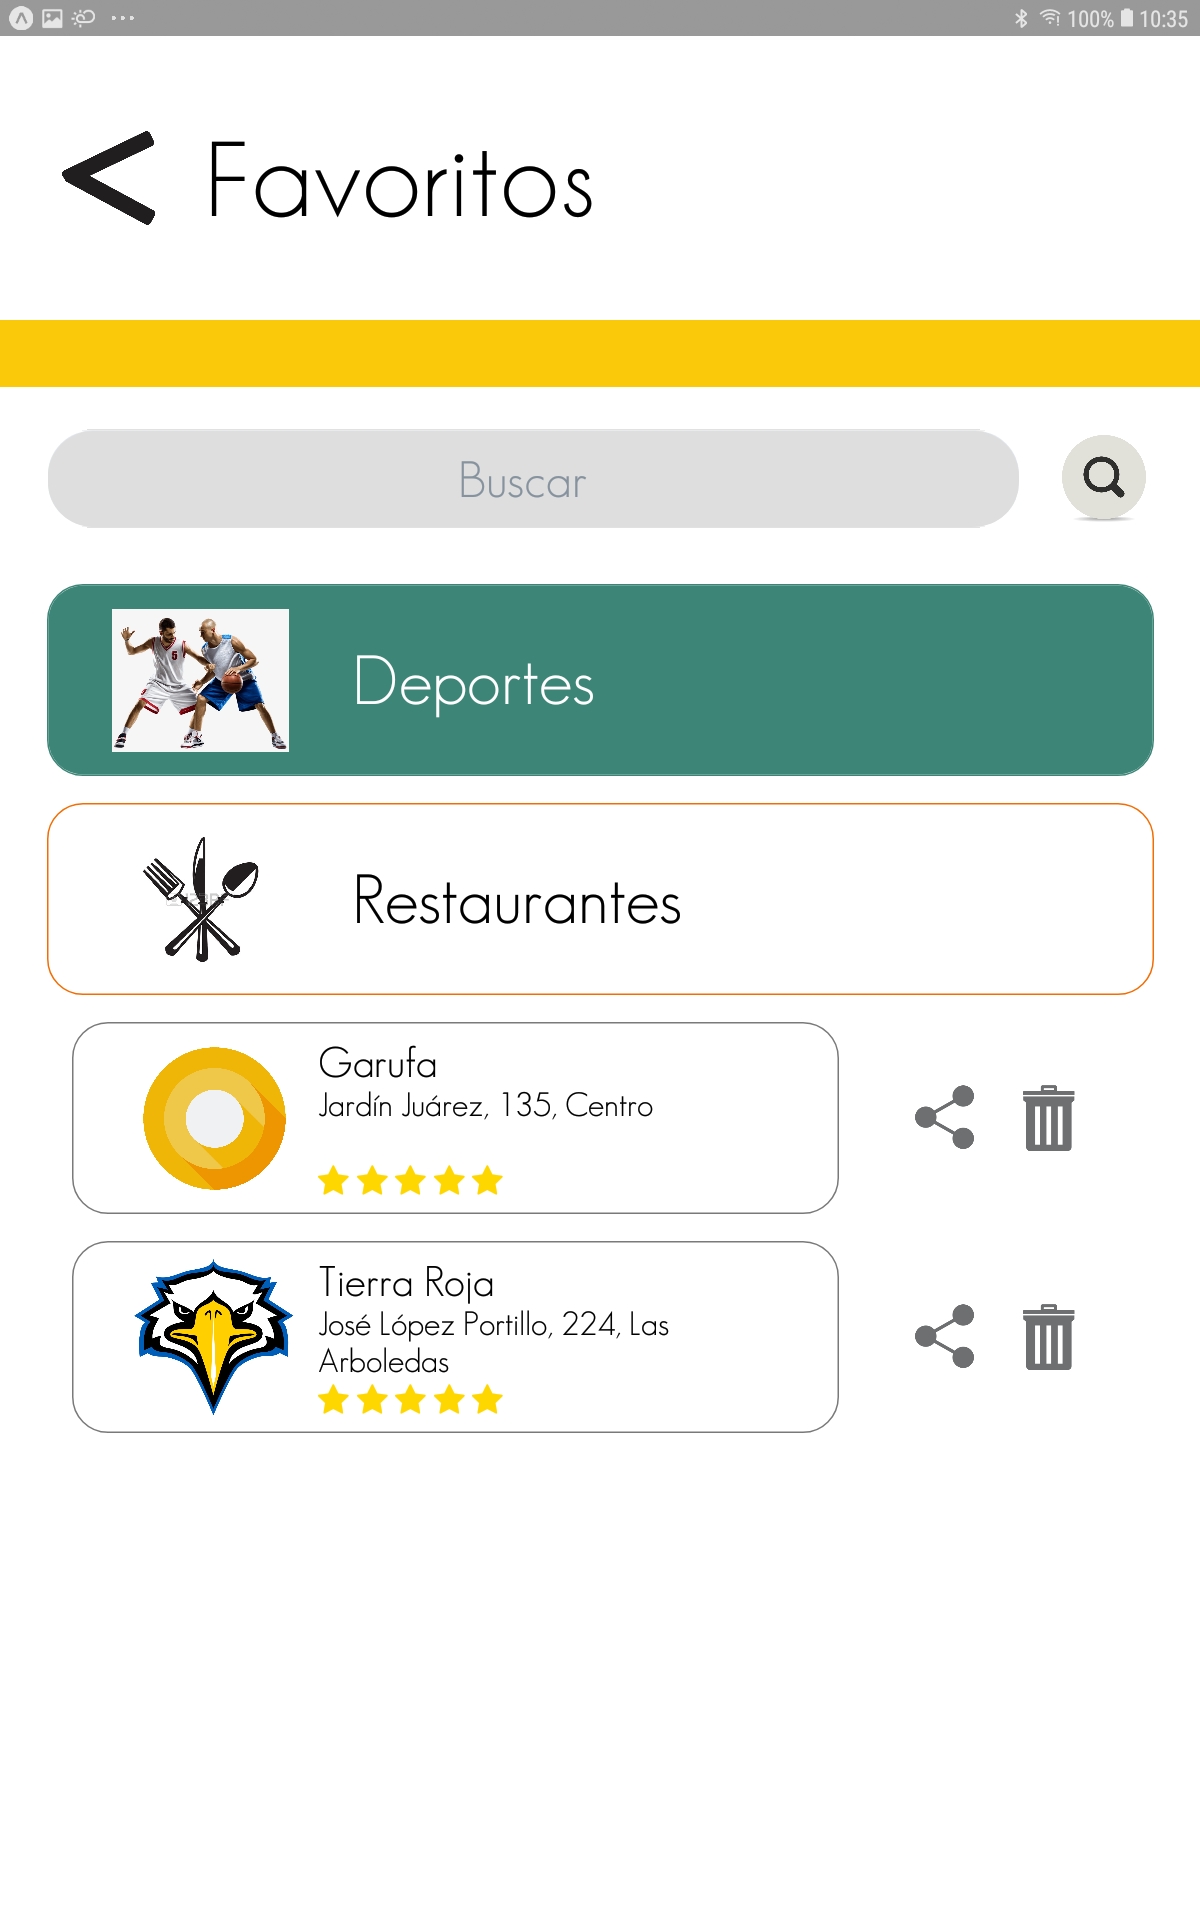 100% 10:35
Favoritos
Buscar
Deportes
Restaurantes
Garufa
Jardín Juárez, 135, Centro
Tierra Roja
José López Portillo, 224, Las
Arboledas